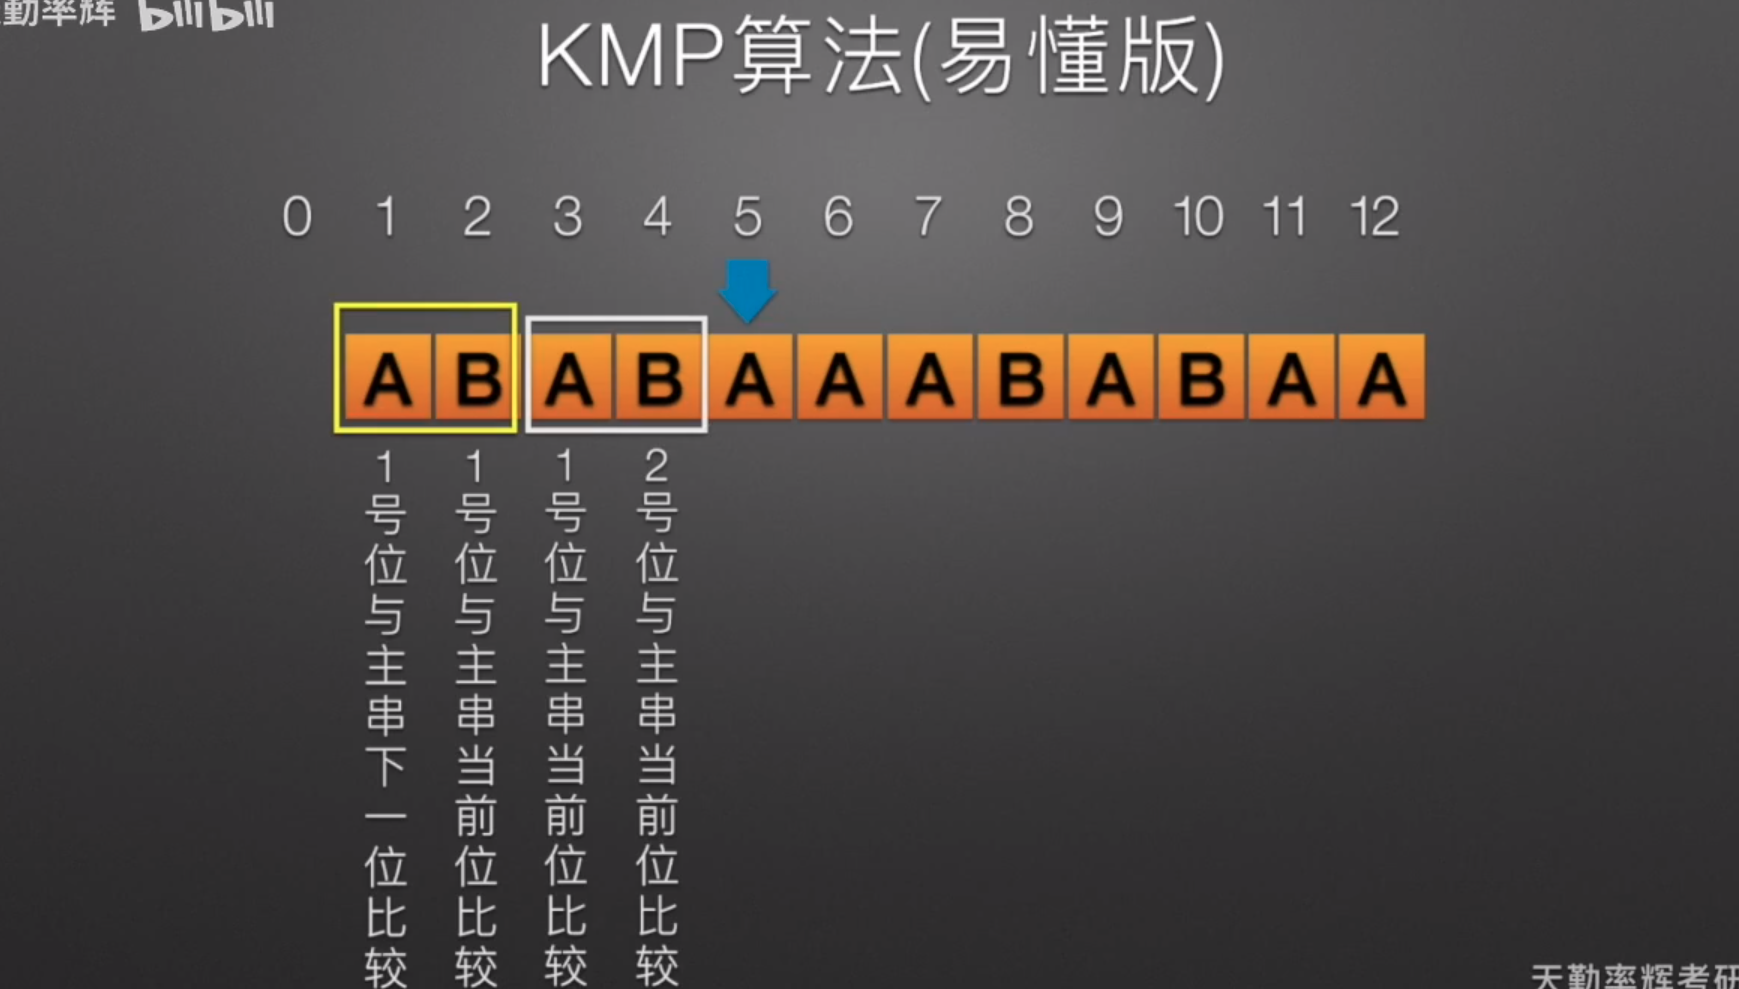 勤率辉 bilibili
KMP算法(易懂版)
0 1 2 3 4 5 6 7 8 9 10 11 12
A B A B A A A B A B A A
1号位与主串下一位比较
1号位与主串当前位比较
1号位与主串当前位比较
2号位与主串当前位比较
天勤率辉考研